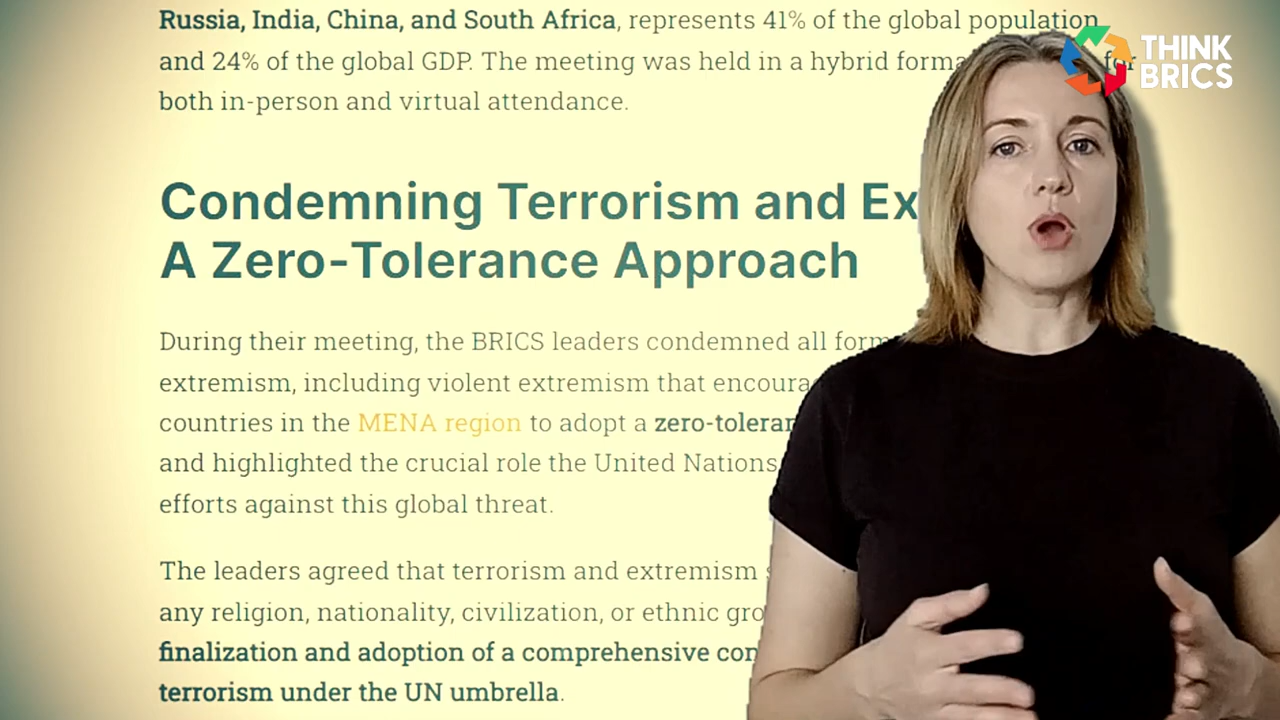 Russia, India, China, and South Africa, represents 41% of the global population
and 24% of the global GDP. The meeting was held in a hybrid for
both in-person and virtual attendance.
THINK
BRICS
Condemning Terrorism and Ex
A Zero-Tolerance Approach
During their meeting, the BRICS leaders condemned all form
extremism, including violent extremism that encoura
countries in the MENA region to adopt a zero-toleran
and highlighted the crucial role the United Nations
efforts against this global threat.
The leaders agreed that terrorism and extremism
any religion, nationality, civilization, or ethnic gro
finalization and adoption of a comprehensive con
terrorism under the UN umbrella.